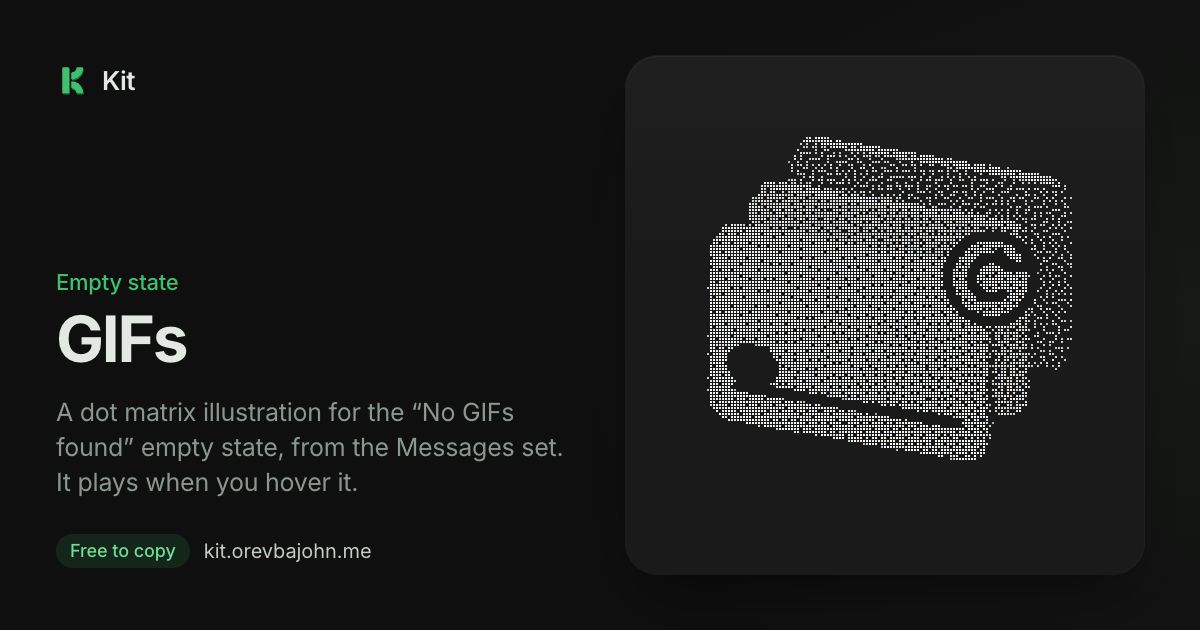 Kit
Empty state
GIFs
A dot matrix illustration for the “No GIFs
found” empty state, from the Messages set.
It plays when you hover it.
Free to copy
kit.orevbajohn.me